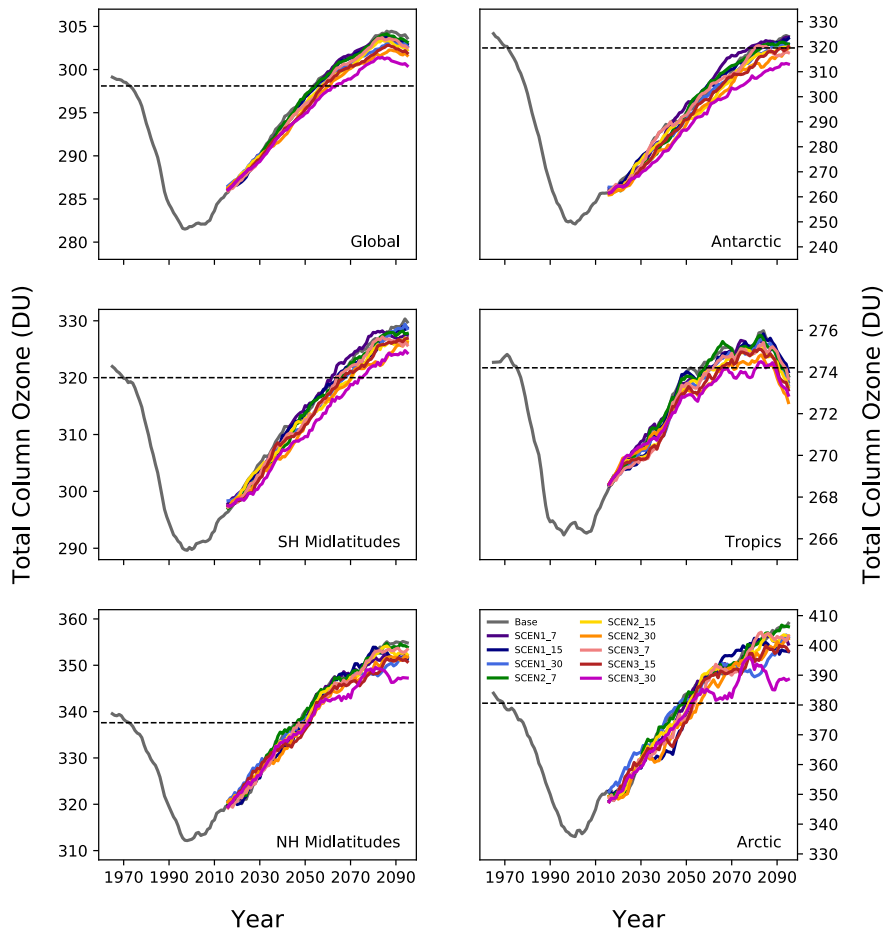 305
300
295
290
285
280
Global
330
320
310
300
290
280
270
260
250
240
Antarctic
Total Column Ozone (DU)
330
320
310
300
290
SH Midlatitudes
276
274
272
270
268
266
Tropics
Total Column Ozone (DU)
360
350
340
330
320
310
NH Midlatitudes
1970 1990 2010 2030 2050 2070 2090
Year
Base
SCEN1_7
SCEN1_15
SCEN1_30
SCEN2_7
SCEN2_15
SCEN2_30
SCEN3_7
SCEN3_15
SCEN3_30
410
400
390
380
370
360
350
340
330
Arctic
1970 1990 2010 2030 2050 2070 2090
Year